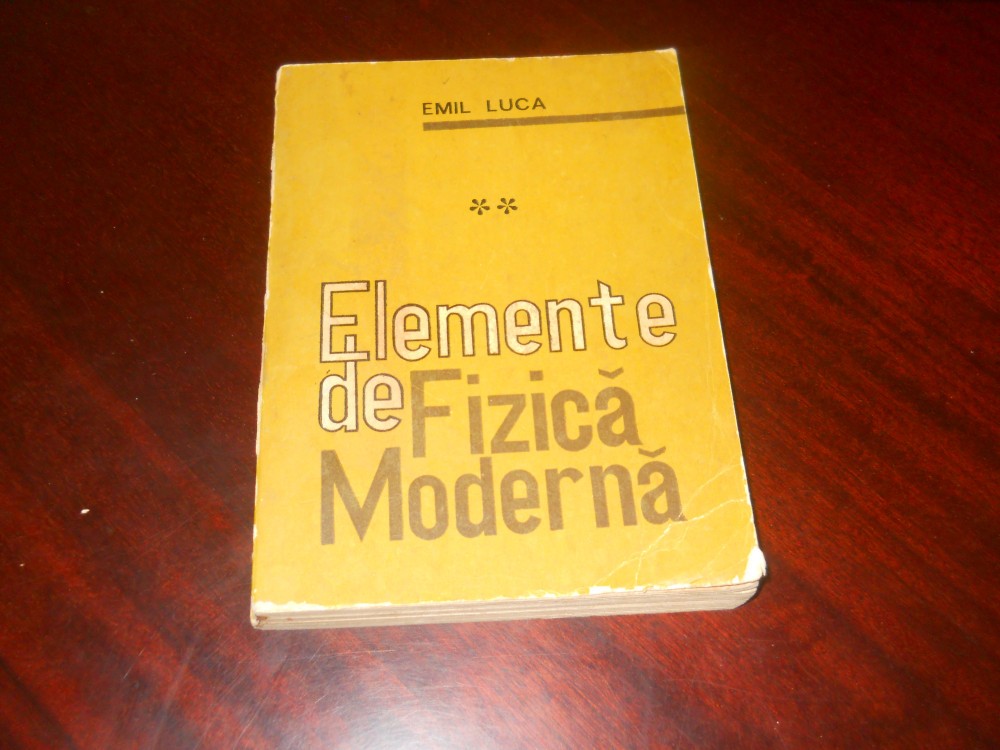 EMIL LUCA
**
Elemente
de Fizică
Modernă